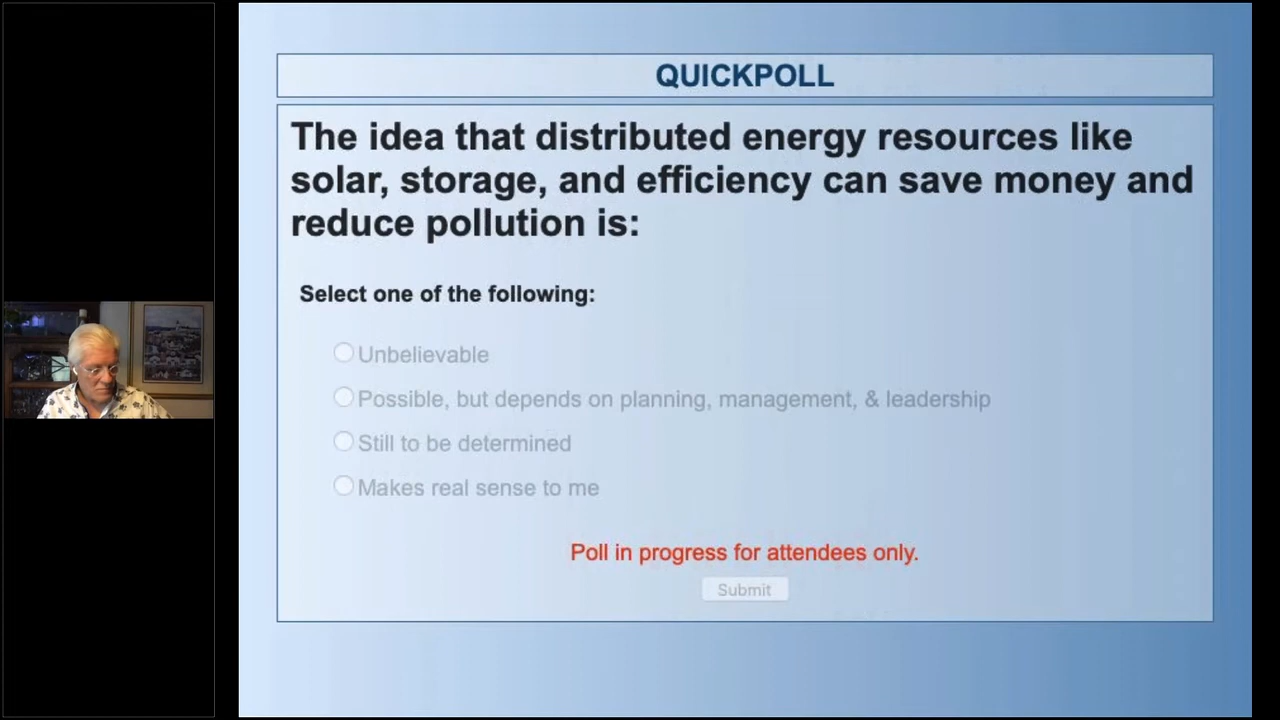 QUICKPOLL
The idea that distributed energy resources like
solar, storage, and efficiency can save money and
reduce pollution is:
Select one of the following:
Unbelievable
Possible, but depends on planning, management, & leadership
Still to be determined
Makes real sense to me
Poll in progress for attendees only.
Submit